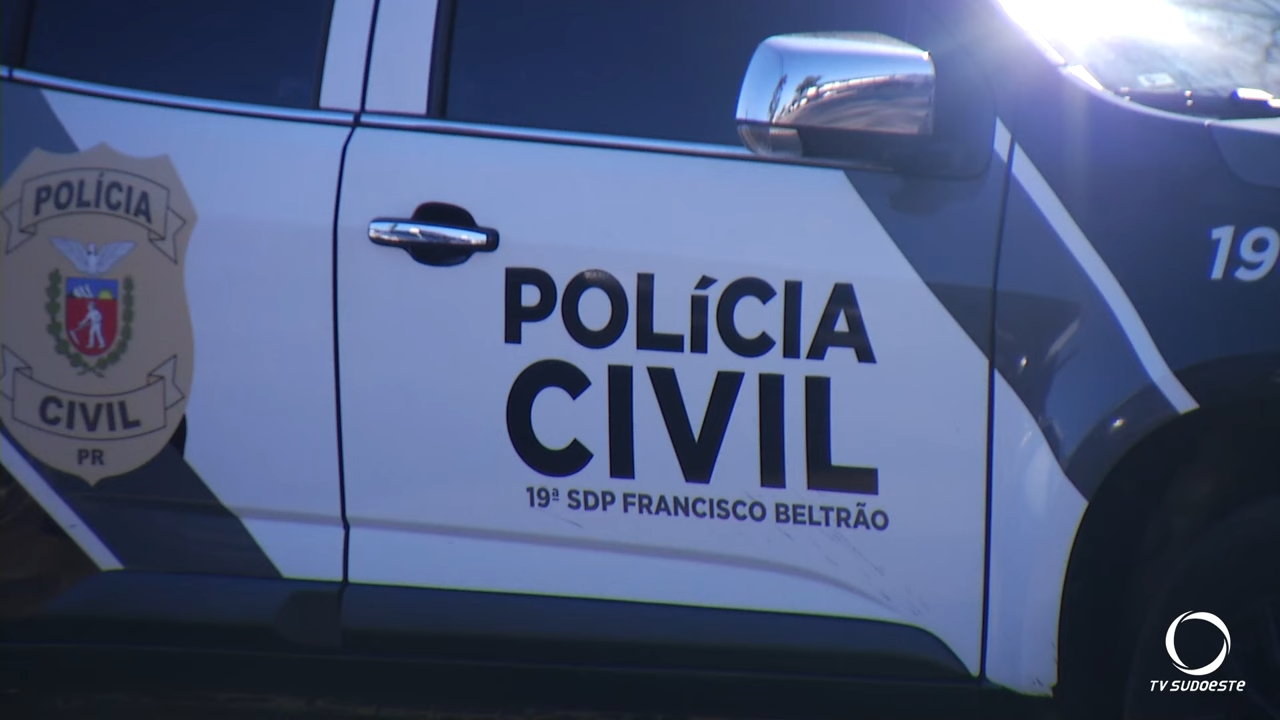 POLÍCIA
CIVIL
PR
POLÍCIA
CIVIL
19ª SDP FRANCISCO BELTRÃO
19
TV SUDOESTE